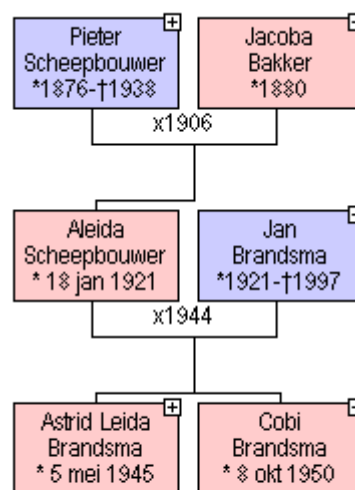 Pieter
Scheepbouwer
*1876-†1938
Jacoba
Bakker
*1880
x1906
Aleida
Scheepbouwer
* 18 jan 1921
Jan
Brandsma
*1921-†1997
x1944
Astrid Leida
Brandsma
* 5 mei 1945
Cobi
Brandsma
* 8 okt 1950